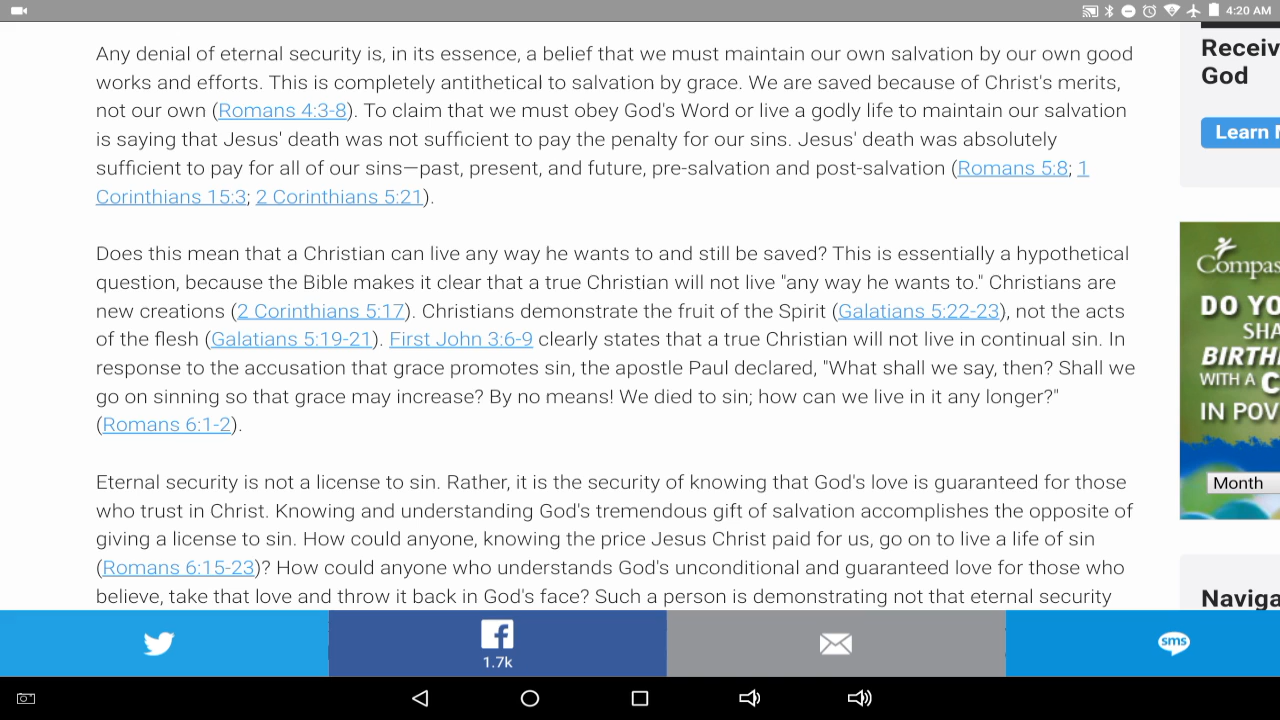 4:20 AM
Any denial of eternal security is, in its essence, a belief that we must maintain our own salvation by our own good
works and efforts. This is completely antithetical to salvation by grace. We are saved because of Christ's merits,
not our own (Romans 4:3-8). To claim that we must obey God's Word or live a godly life to maintain our salvation
is saying that Jesus' death was not sufficient to pay the penalty for our sins. Jesus' death was absolutely
sufficient to pay for all of our sins—past, present, and future, pre-salvation and post-salvation (Romans 5:8; 1
Corinthians 15:3; 2 Corinthians 5:21).
Does this mean that a Christian can live any way he wants to and still be saved? This is essentially a hypothetical
question, because the Bible makes it clear that a true Christian will not live "any way he wants to." Christians are
new creations (2 Corinthians 5:17). Christians demonstrate the fruit of the Spirit (Galatians 5:22-23), not the acts
of the flesh (Galatians 5:19-21). First John 3:6-9 clearly states that a true Christian will not live in continual sin. In
response to the accusation that grace promotes sin, the apostle Paul declared, "What shall we say, then? Shall we
go on sinning so that grace may increase? By no means! We died to sin; how can we live in it any longer?"
(Romans 6:1-2).
Eternal security is not a license to sin. Rather, it is the security of knowing that God's love is guaranteed for those
who trust in Christ. Knowing and understanding God's tremendous gift of salvation accomplishes the opposite of
giving a license to sin. How could anyone, knowing the price Jesus Christ paid for us, go on to live a life of sin
(Romans 6:15-23)? How could anyone who understands God's unconditional and guaranteed love for those who
believe, take that love and throw it back in God's face? Such a person is demonstrating not that eternal security
Receiv
God
Learn
Compas
DO YO
SHA
BIRTH
WITH A C
IN POV
Month
Naviga
1.7k
sms